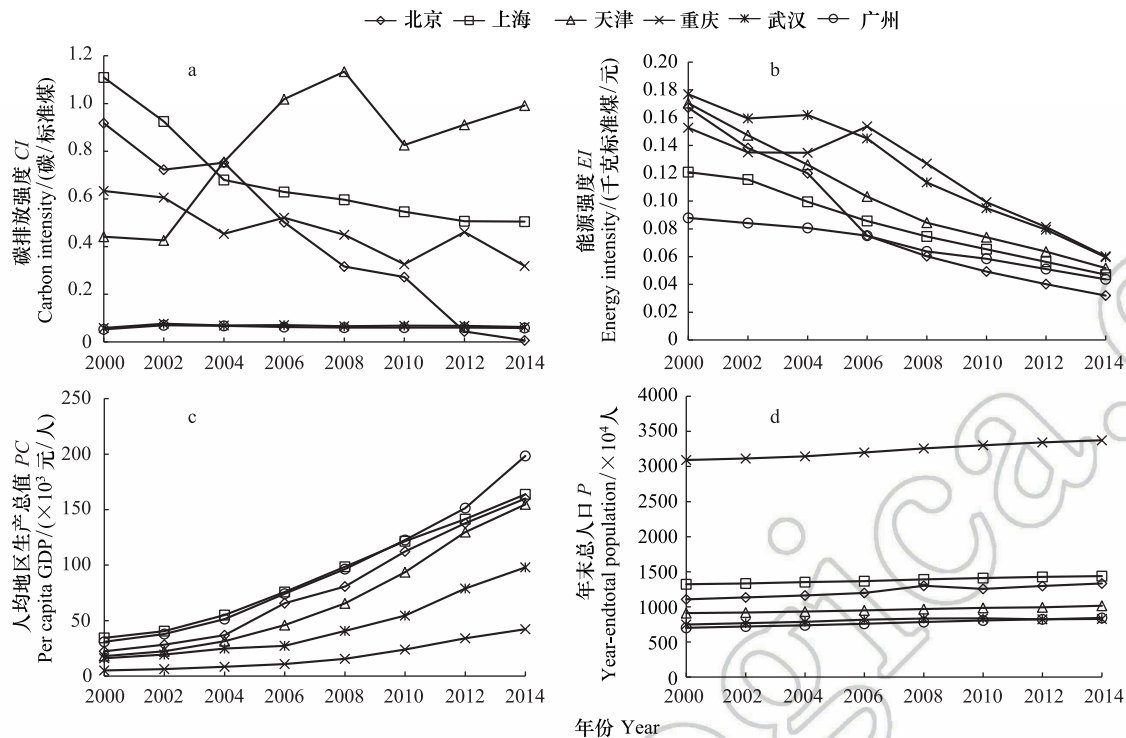 北京 上海 天津 重庆 武汉 广州
a
碳排放强度 CI
Carbon intensity/(碳/标准煤)
1.2
1.0
0.8
0.6
0.4
0.2
0
2000 2002 2004 2006 2008 2010 2012 2014
b
能源强度 EI
Energy intensity/(千克标准煤/元)
0.20
0.18
0.16
0.14
0.12
0.10
0.08
0.06
0.04
0.02
0
2000 2002 2004 2006 2008 2010 2012 2014
c
人均地区生产总值 PC
Per capita GDP/(×10³ 元/人)
250
200
150
100
50
0
2000 2002 2004 2006 2008 2010 2012 2014
d
年末总人口 P
Year-endtotal population/×10⁴人
4000
3500
3000
2500
2000
1500
1000
500
0
2000 2002 2004 2006 2008 2010 2012 2014
年份 Year